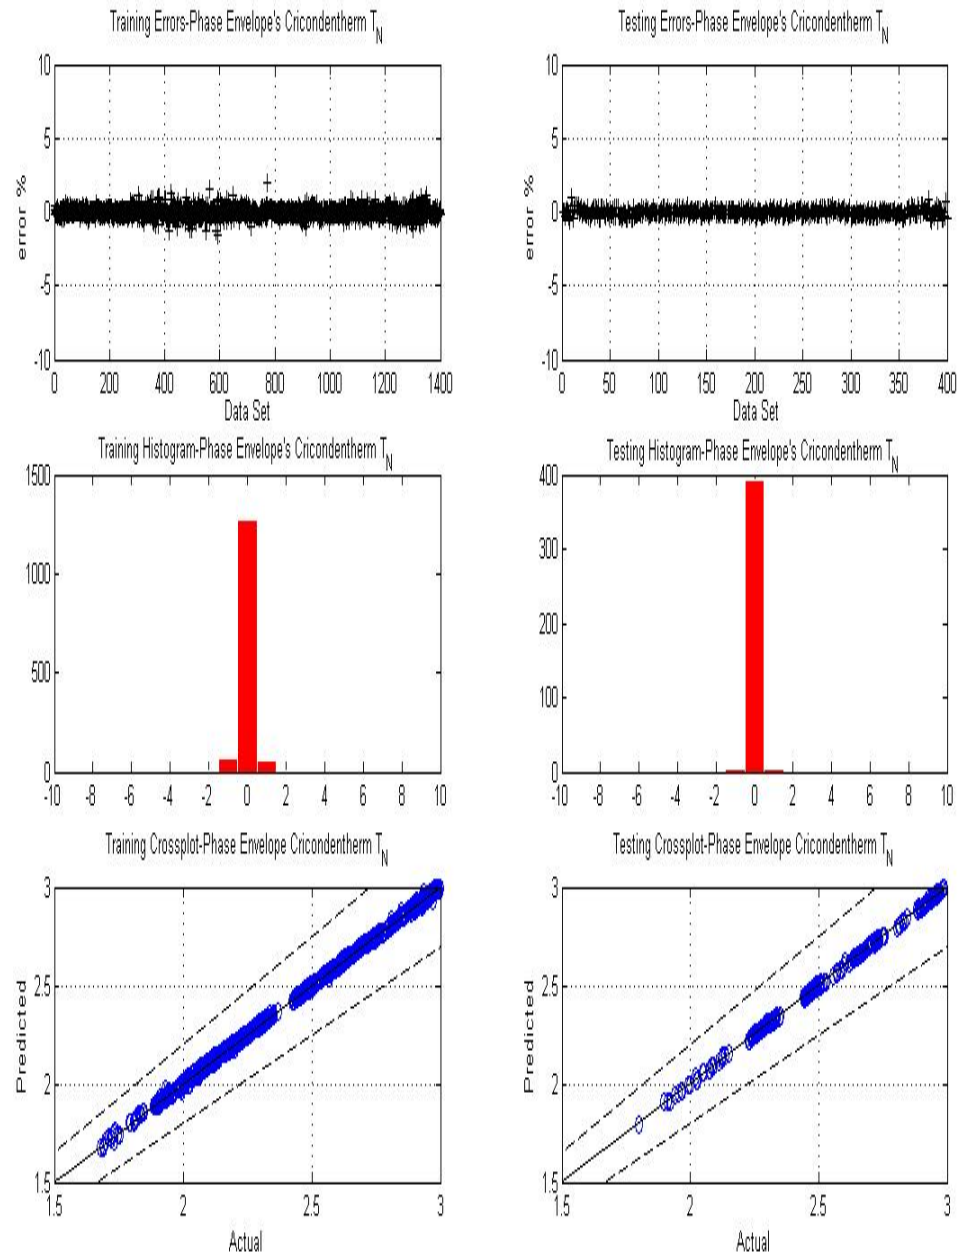 Training Errors-Phase Envelope's Cricondentherm T_N
Testing Errors-Phase Envelope's Cricondentherm T_N
10
5
0
-5
-10
error %
0 200 400 600 800 1000 1200 1400
Data Set
10
5
0
-5
-10
error %
0 50 100 150 200 250 300 350 400
Data Set
Training Histogram-Phase Envelope's Cricondentherm T_N
Testing Histogram-Phase Envelope's Cricondentherm T_N
1500
1000
500
0
-10 -8 -6 -4 -2 0 2 4 6 8 10
400
300
200
100
0
-10 -8 -6 -4 -2 0 2 4 6 8 10
Training Crossplot-Phase Envelope Cricondentherm T_N
Testing Crossplot-Phase Envelope Cricondentherm T_N
3
2.5
2
1.5
Predicted
1.5 2 2.5 3
Actual
3
2.5
2
1.5
Predicted
1.5 2 2.5 3
Actual